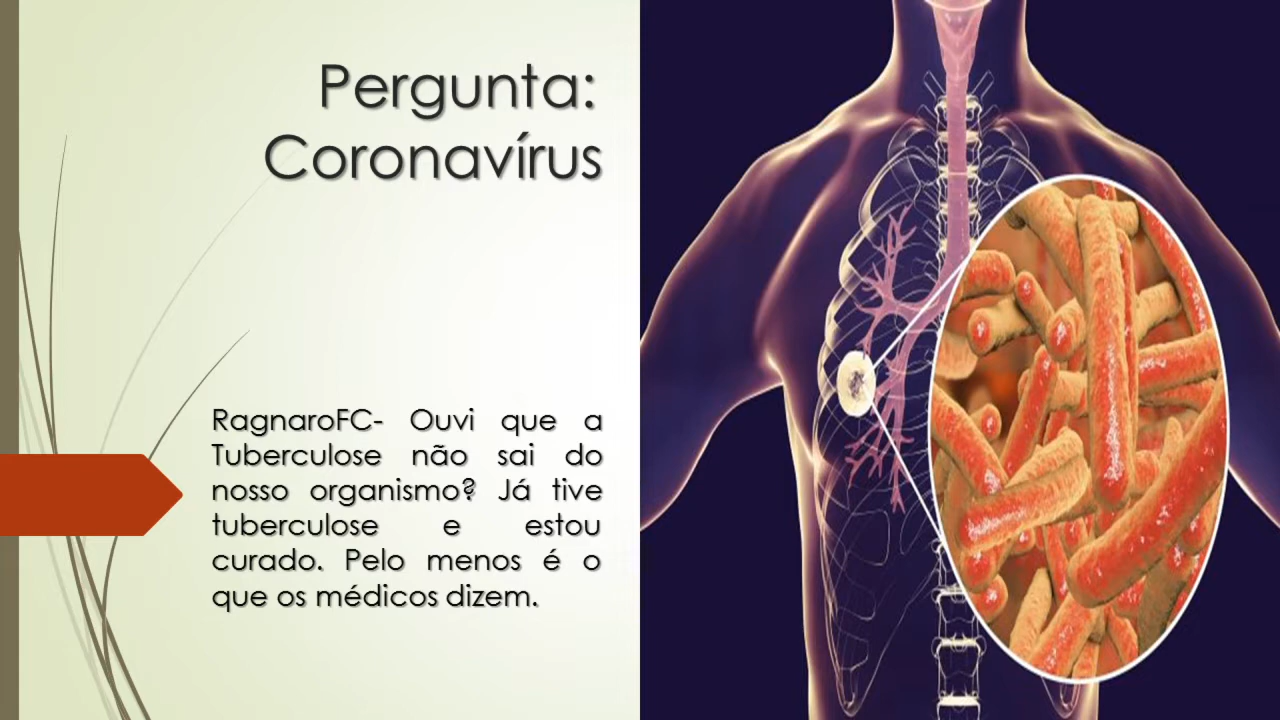 Pergunta:
Coronavírus
RagnaroFC- Ouvi que a
Tuberculose não sai do
nosso organismo? Já tive
tuberculose e estou
curado. Pelo menos é o
que os médicos dizem.